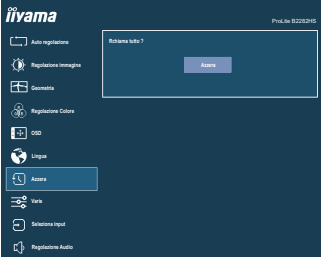 iiyama
ProLite B2282HS
Auto regolazione
Rchiama tutto ?
Azzera
Regolazione immagine
Geometria
Regolazione Colore
OSD
Lingua
Azzera
Varie
Seleziona input
Regolazione Audio